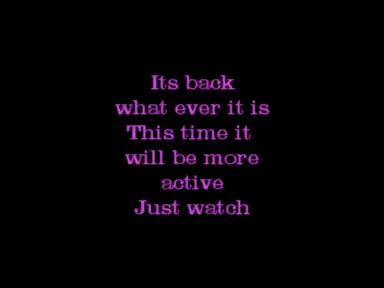 Its back
what ever it is
This time it
will be more
active
Just watch